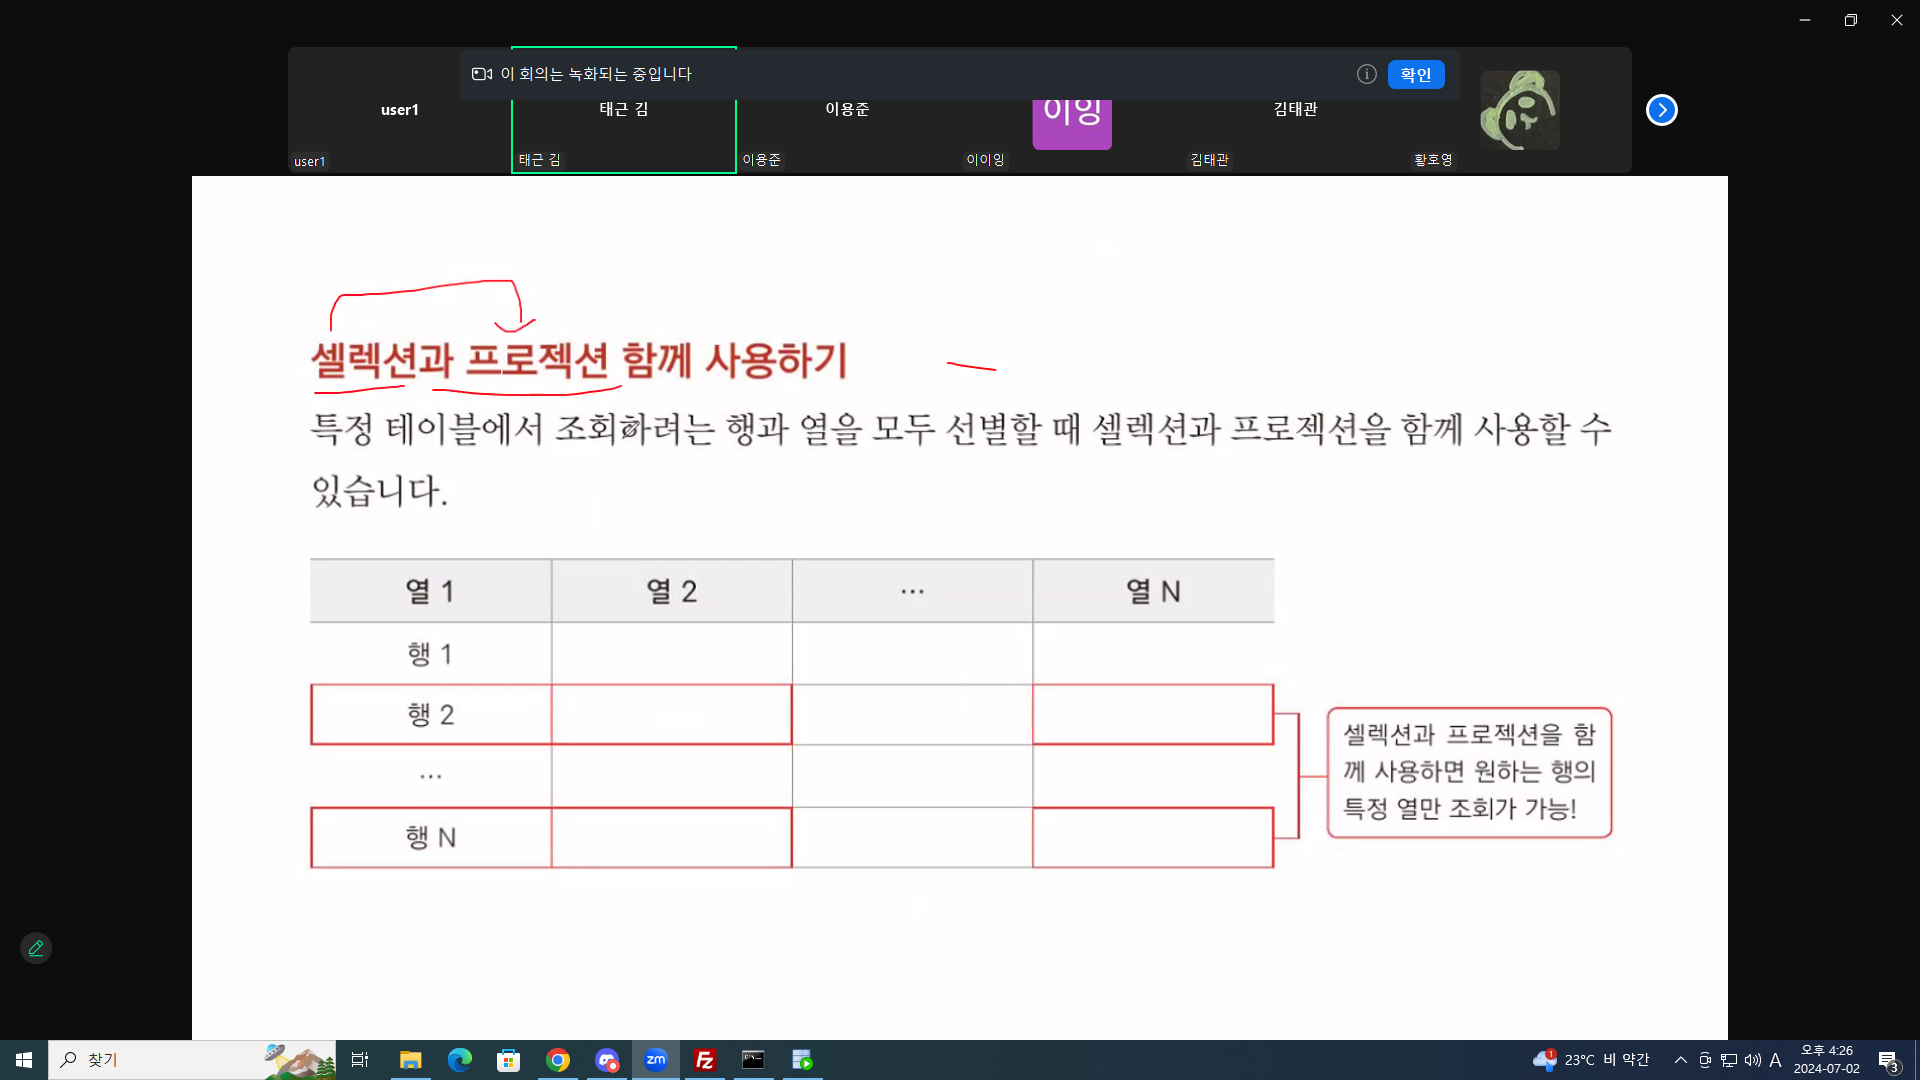 이 회의는 녹화되는 중입니다
확인
user1
태근 김
이용준
이잉
김태관
user1
태근 김
이용준
이이잉
김태관
황호영
셀렉션과 프로젝션 함께 사용하기
특정 테이블에서 조회하려는 행과 열을 모두 선별할 때 셀렉션과 프로젝션을 함께 사용할 수
있습니다.
열 1 열 2 ... 열 N
행 1
행 2
...
행 N
셀렉션과 프로젝션을 함
께 사용하면 원하는 행의
특정 열만 조회가 가능!
찾기
zm
Fz
1
23°C 비 약간
A
오후 4:26
2024-07-02
3